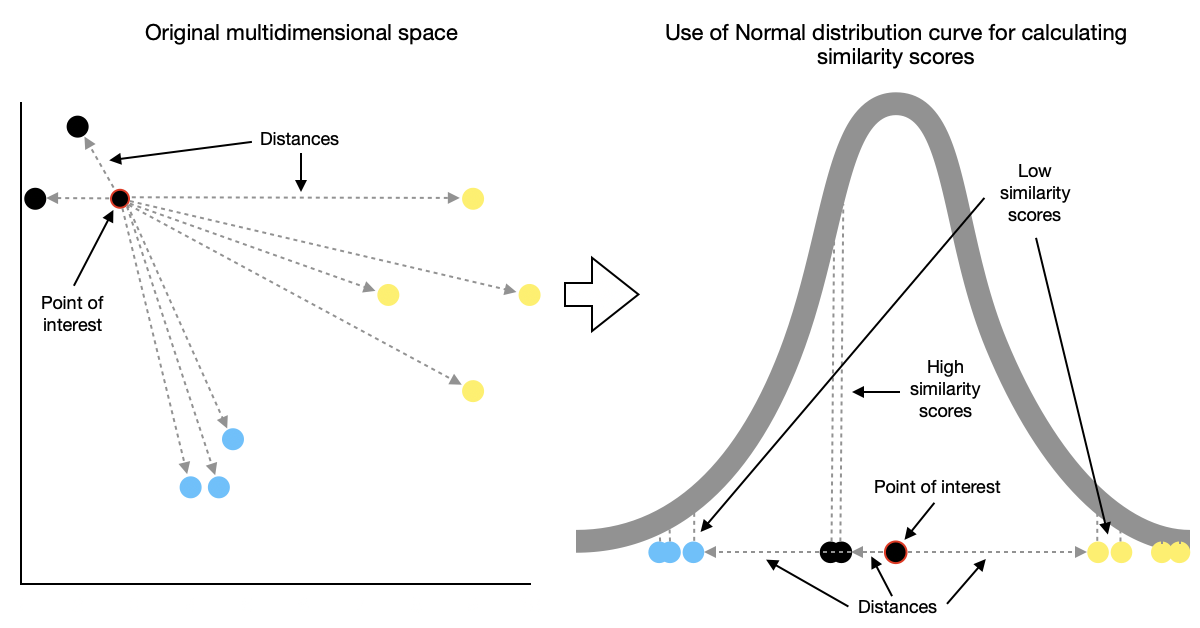 Original multidimensional space
Use of Normal distribution curve for calculating
similarity scores
Distances
Point of
interest
Low
similarity
scores
High
similarity
scores
Point of interest
Distances